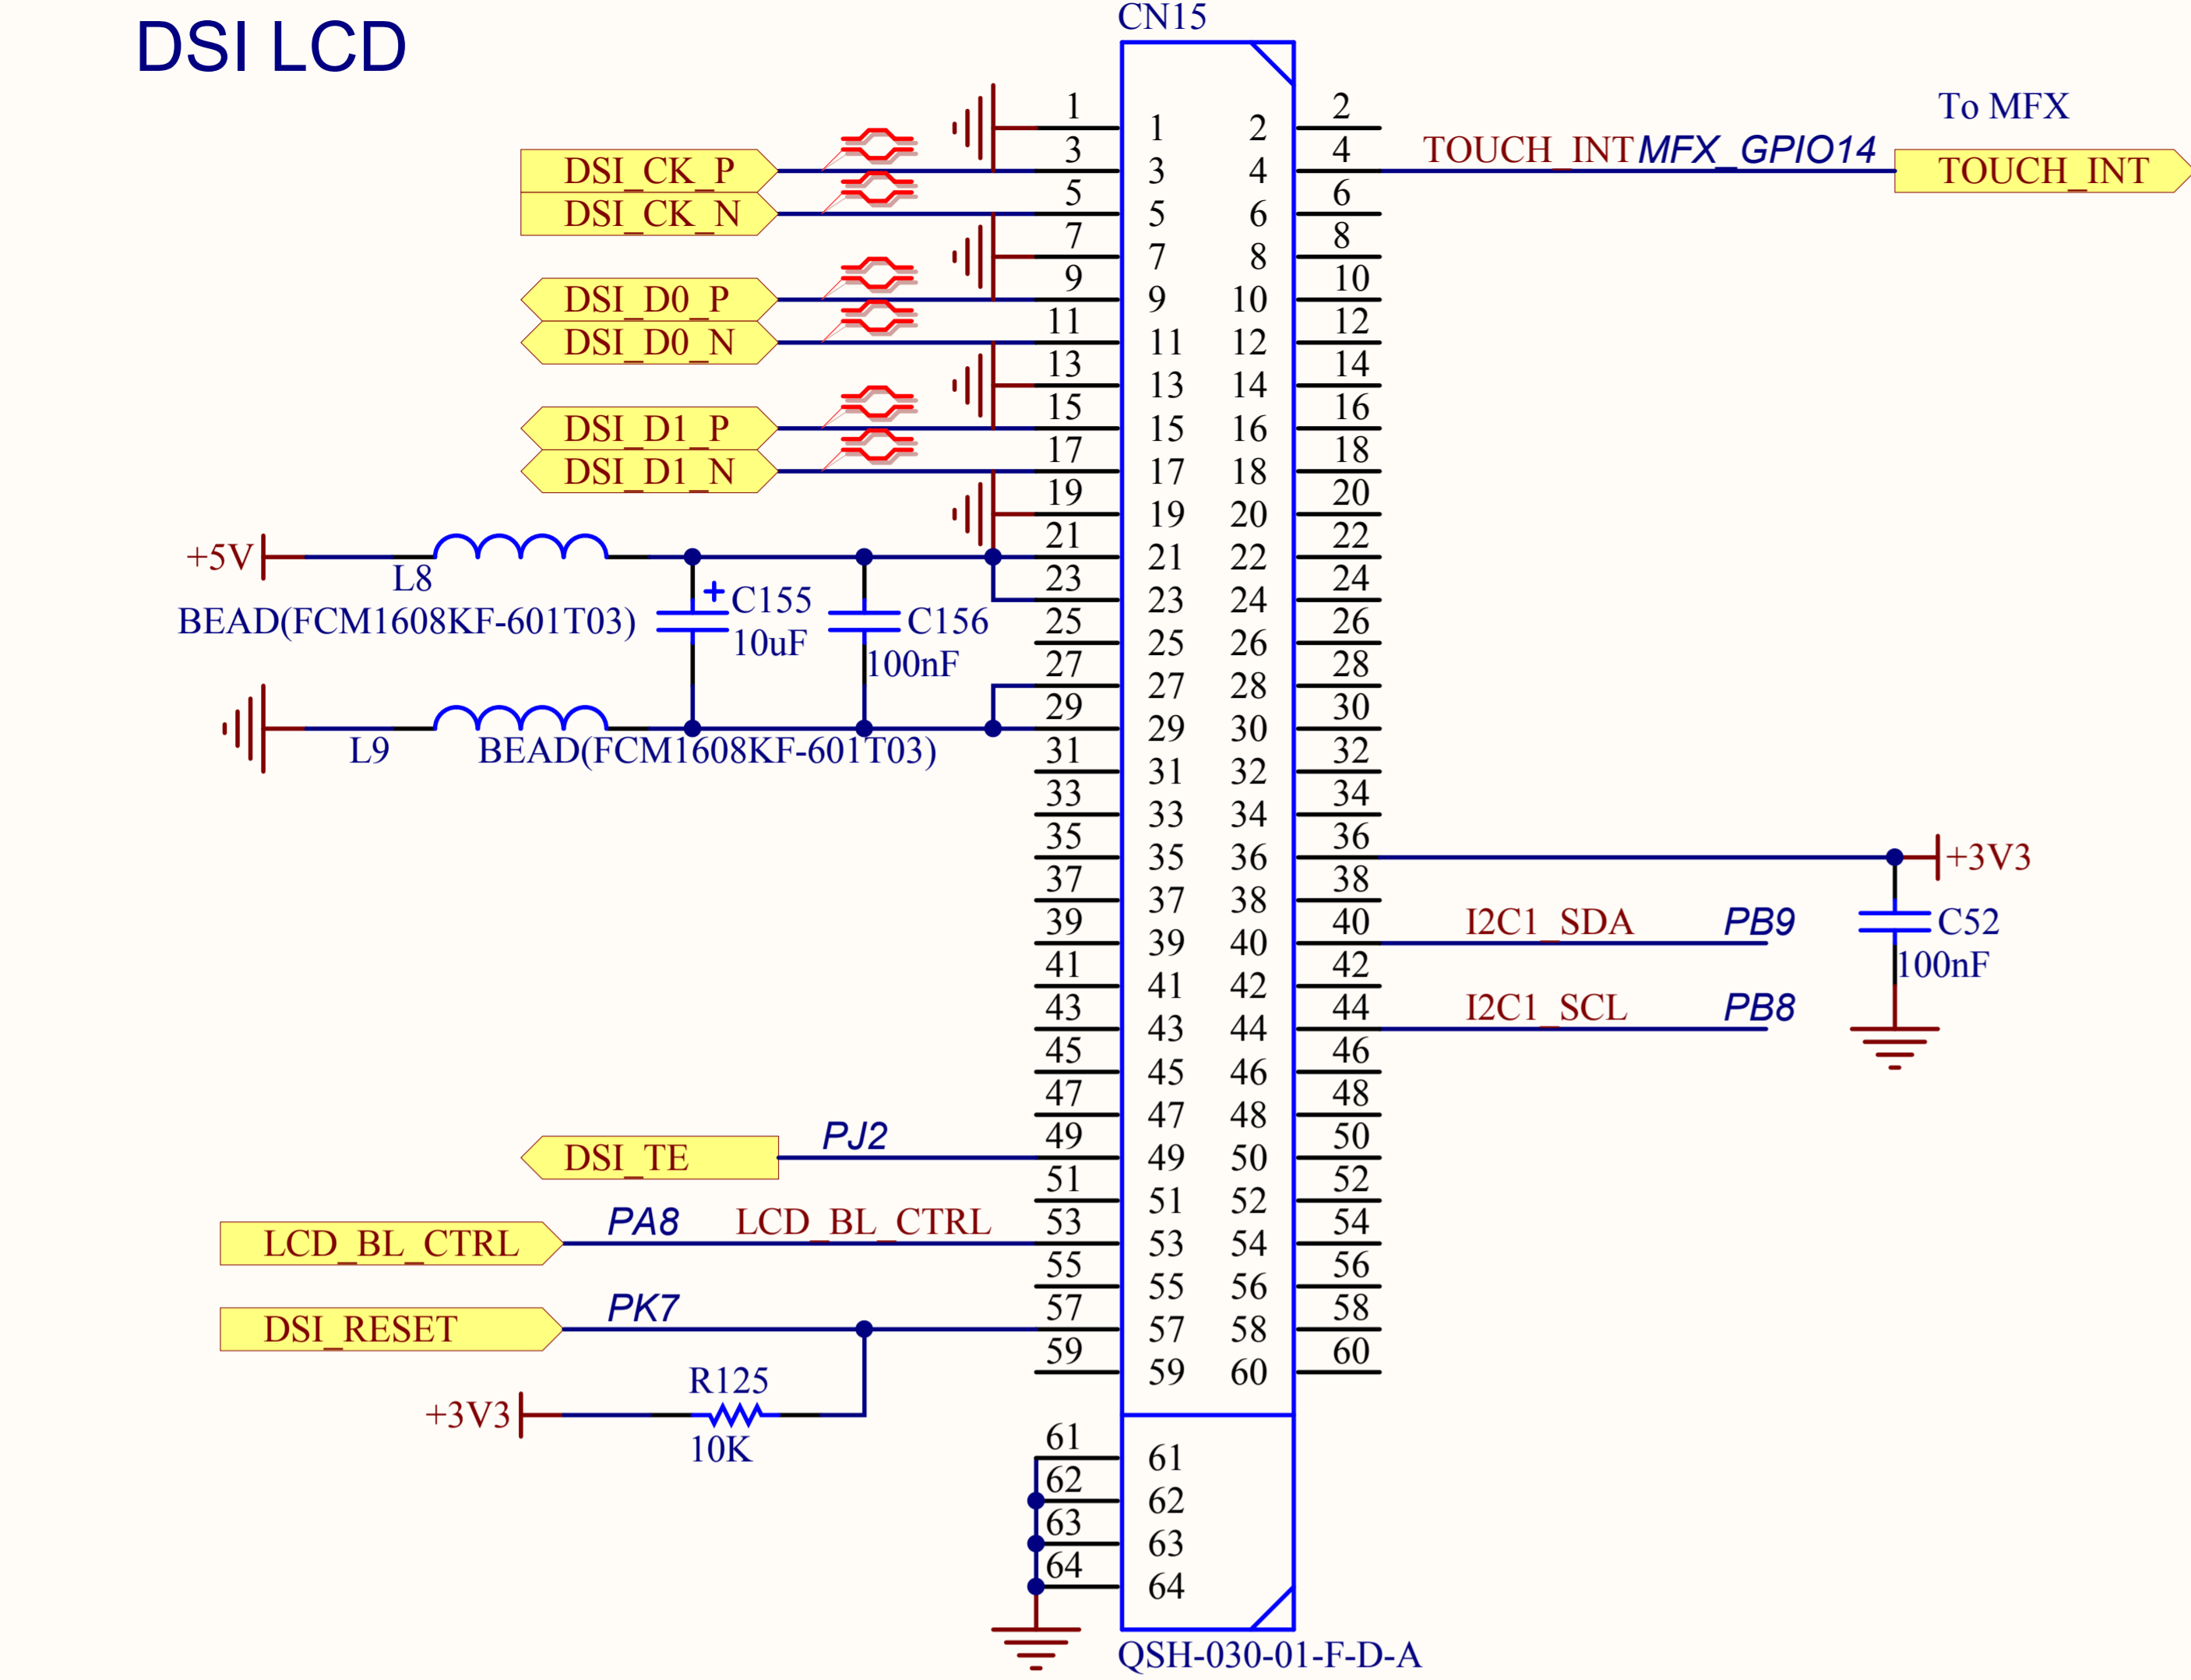 DSI LCD
CN15
To MFX
1 1 2 2
DSI_CK_P 3 3 4 4 TOUCH_INT MFX_GPIO14 TOUCH_INT
DSI_CK_N 5 5 6 6
7 7 8 8
DSI_D0_P 9 9 10 10
DSI_D0_N 11 11 12 12
13 13 14 14
DSI_D1_P 15 15 16 16
DSI_D1_N 17 17 18 18
19 19 20 20
+5V 21 21 22 22
L8
BEAD(FCM1608KF-601T03)
+ C155
10uF
C156
100nF
23 23 24 24
25 25 26 26
27 27 28 28
29 29 30 30
L9 BEAD(FCM1608KF-601T03)
31 31 32 32
33 33 34 34
35 35 36 36 +3V3
37 37 38 38
39 39 40 40 I2C1_SDA PB9
C52
100nF
41 41 42 42
43 43 44 44 I2C1_SCL PB8
45 45 46 46
47 47 48 48
DSI_TE PJ2 49 49 50 50
51 51 52 52
LCD_BL_CTRL PA8 LCD_BL_CTRL 53 53 54 54
55 55 56 56
DSI_RESET PK7 57 57 58 58
59 59 60 60
R125
+3V3
10K
61 61
62 62
63 63
64 64
QSH-030-01-F-D-A